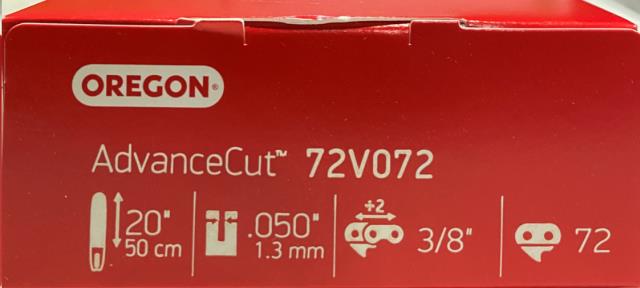 OREGON®
AdvanceCut™ 72V072
20" .050" ÷2 3/8" 72
50 cm 1.3 mm